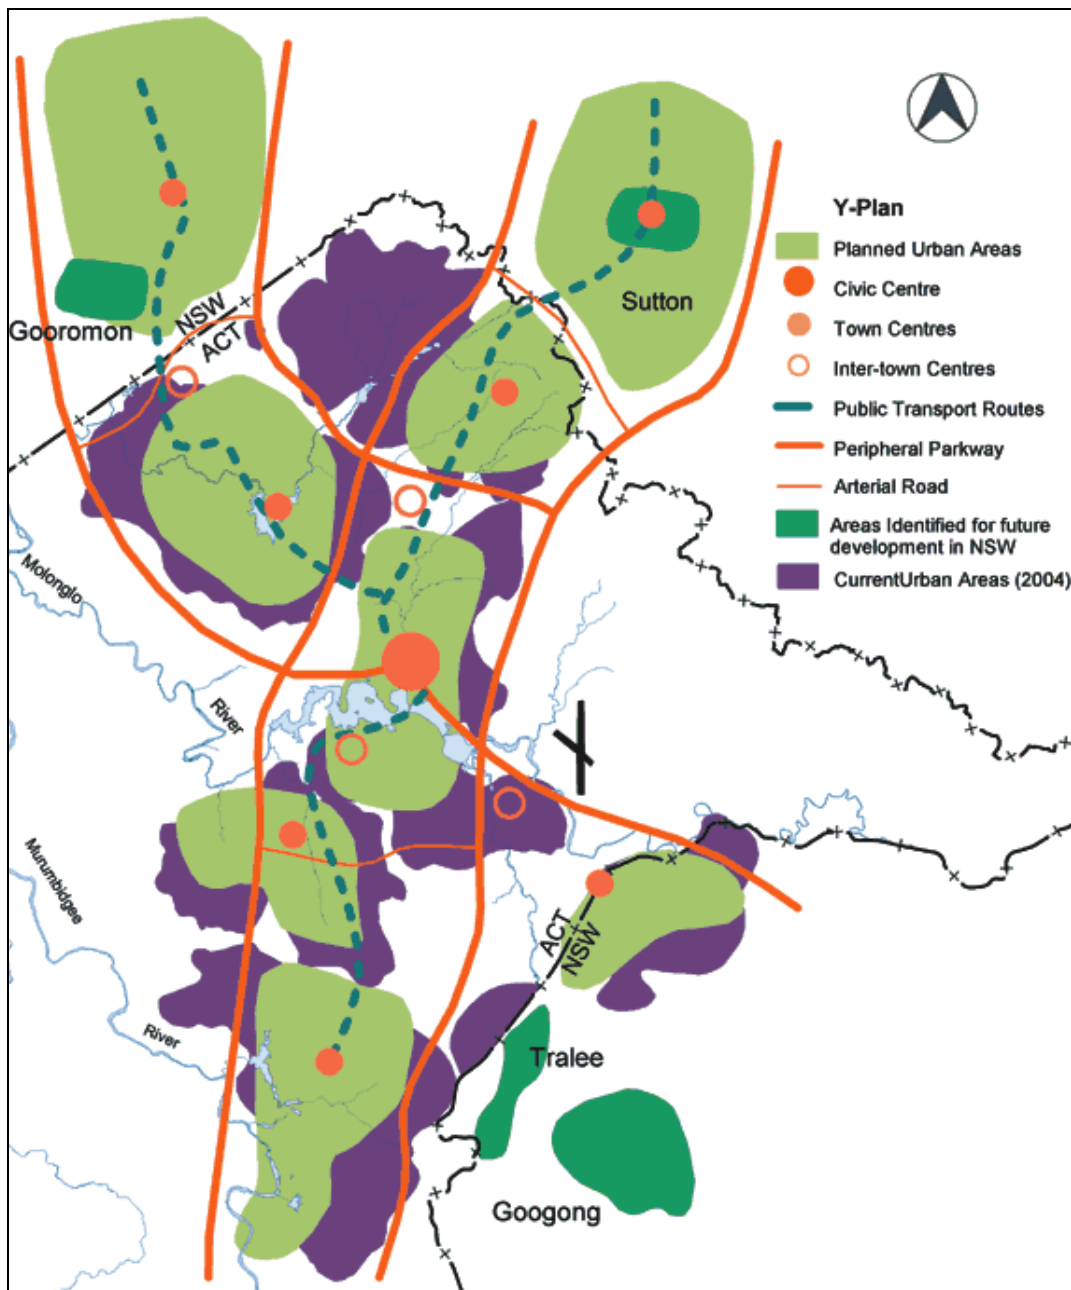 Y-Plan
Planned Urban Areas
Civic Centre
Town Centres
Inter-town Centres
Public Transport Routes
Peripheral Parkway
Arterial Road
Areas Identified for future
development in NSW
CurrentUrban Areas (2004)
Sutton
NSW
Gooromon
ACT
Molonglo
River
Murumbidgee
River
ACT
NSW
Tralee
Googong